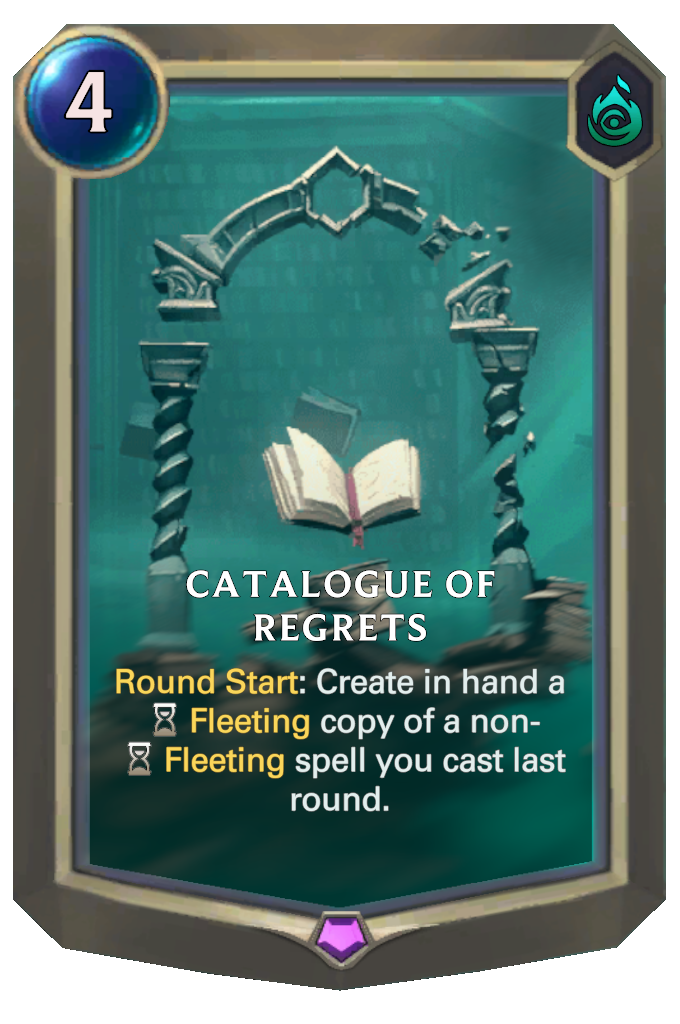 4
CATALOGUE OF
REGRETS
Round Start: Create in hand a
Fleeting copy of a non-
Fleeting spell you cast last
round.